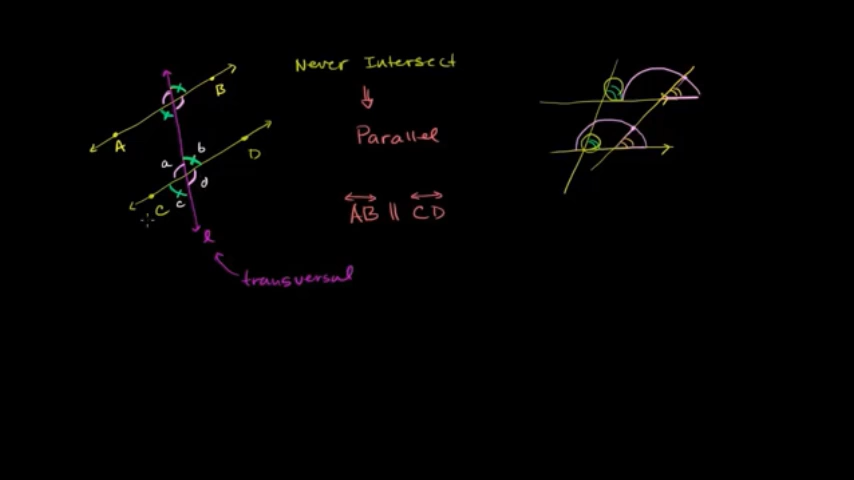 Never Intersect
Parallel
AB || CD
transversal
A
B
a
b
C
c
d
D
l